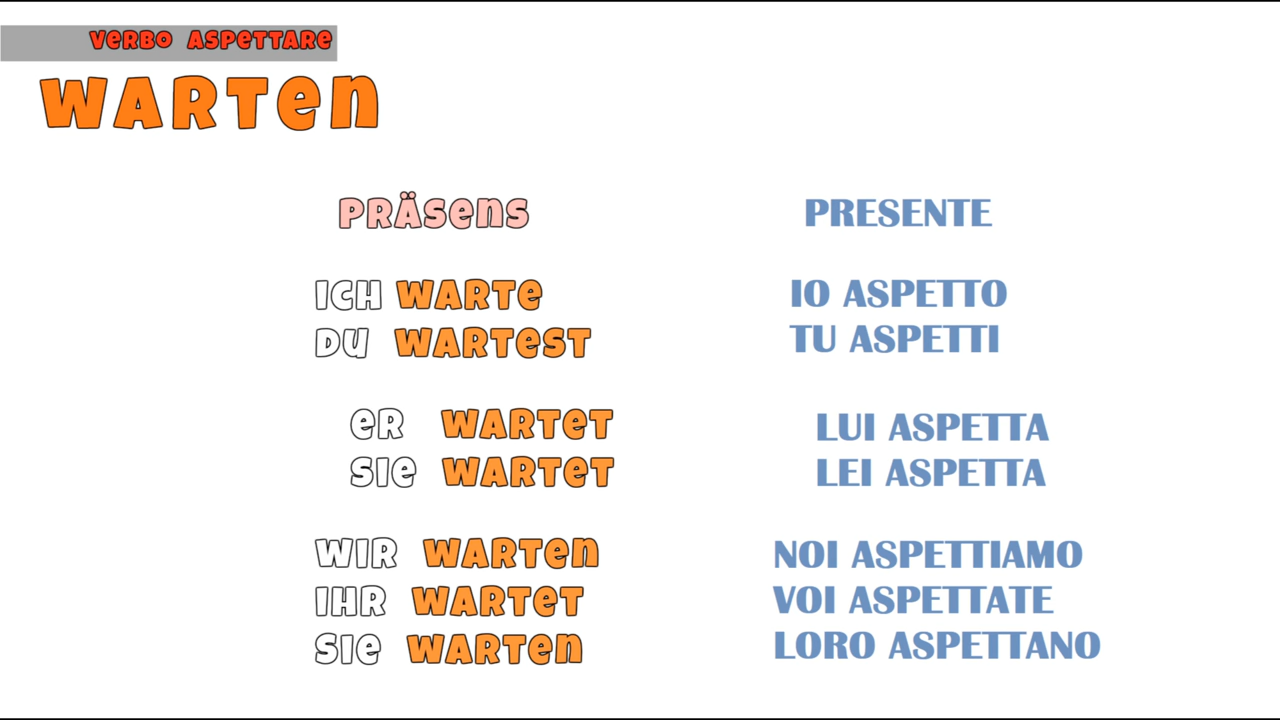 VERBO ASPETTARE
WARTEN
PRÄSENS PRESENTE
ICH WARTE IO ASPETTO
DU WARTEST TU ASPETTI
ER WARTET LUI ASPETTA
SIE WARTET LEI ASPETTA
WIR WARTEN NOI ASPETTIAMO
IHR WARTET VOI ASPETTATE
SIE WARTEN LORO ASPETTANO